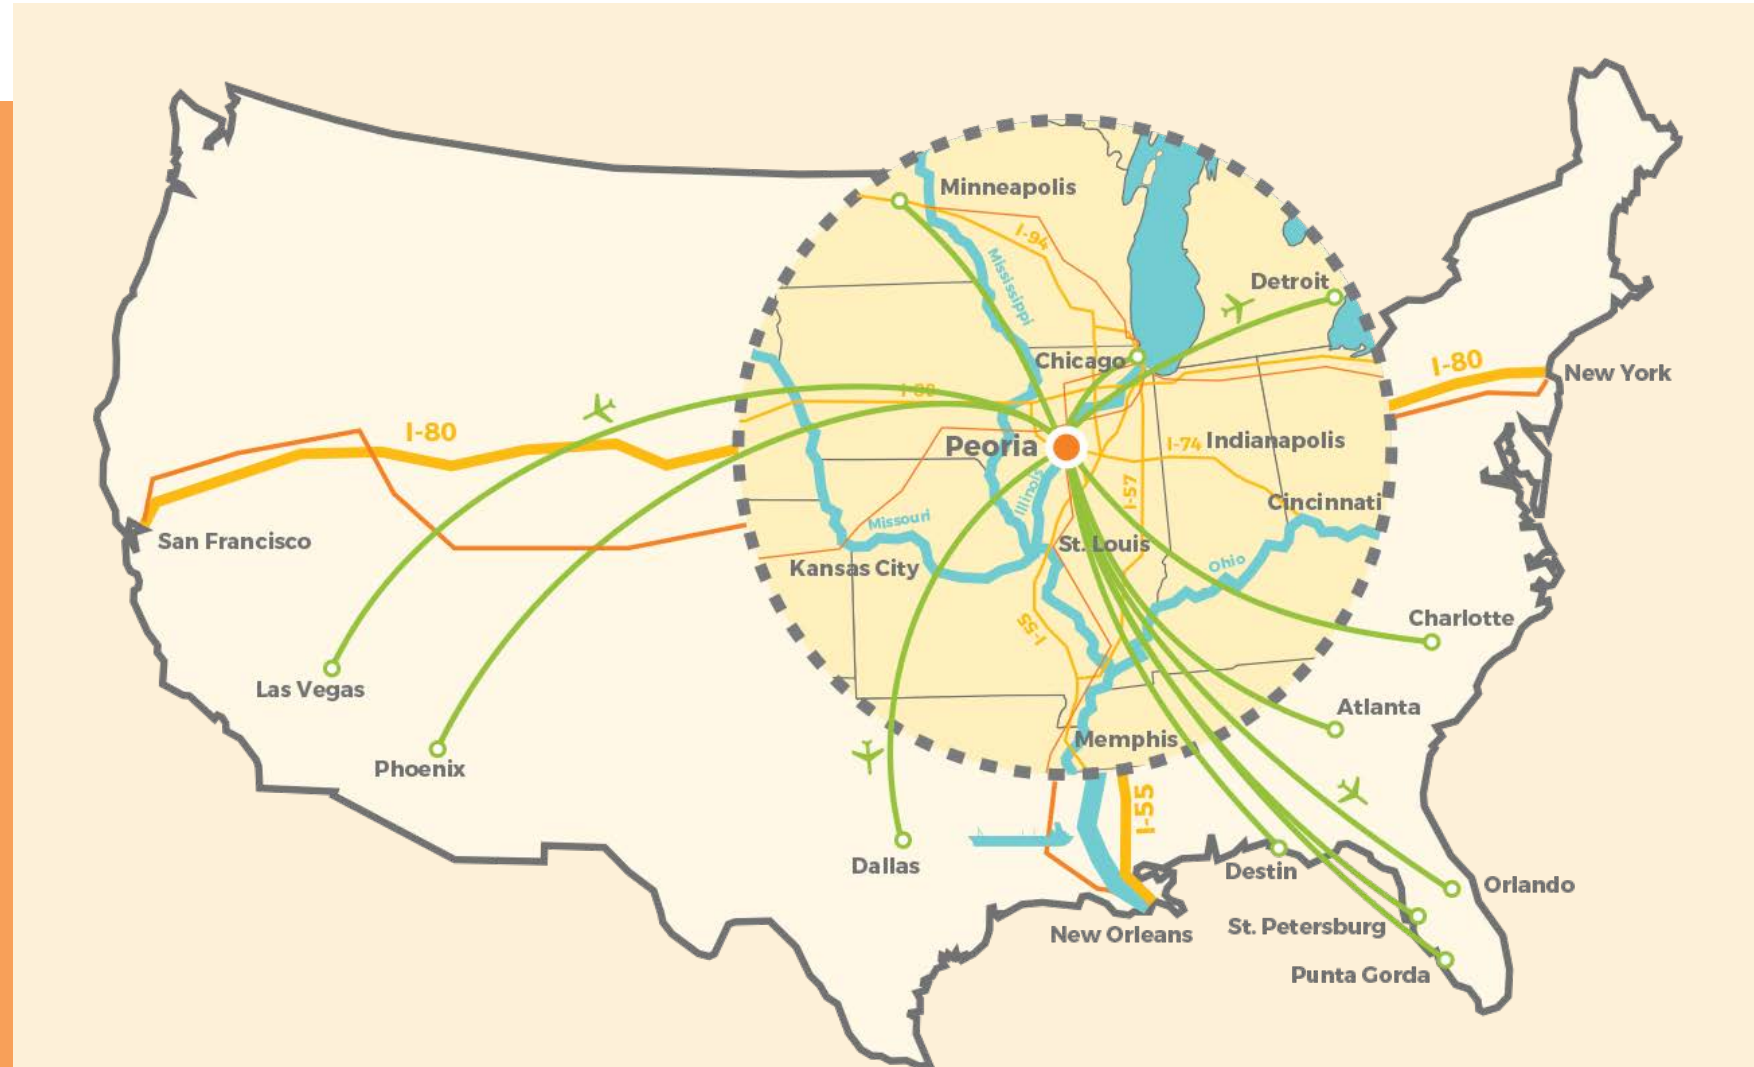 Minneapolis
I-94
Mississippi
Detroit
Chicago
I-80
New York
I-80
I-80
Peoria
I-74
Indianapolis
I-57
Illinois
Cincinnati
Missouri
San Francisco
St. Louis
Kansas City
Ohio
I-55
Charlotte
Las Vegas
Atlanta
Memphis
Phoenix
I-55
Dallas
Destin
Orlando
St. Petersburg
New Orleans
Punta Gorda